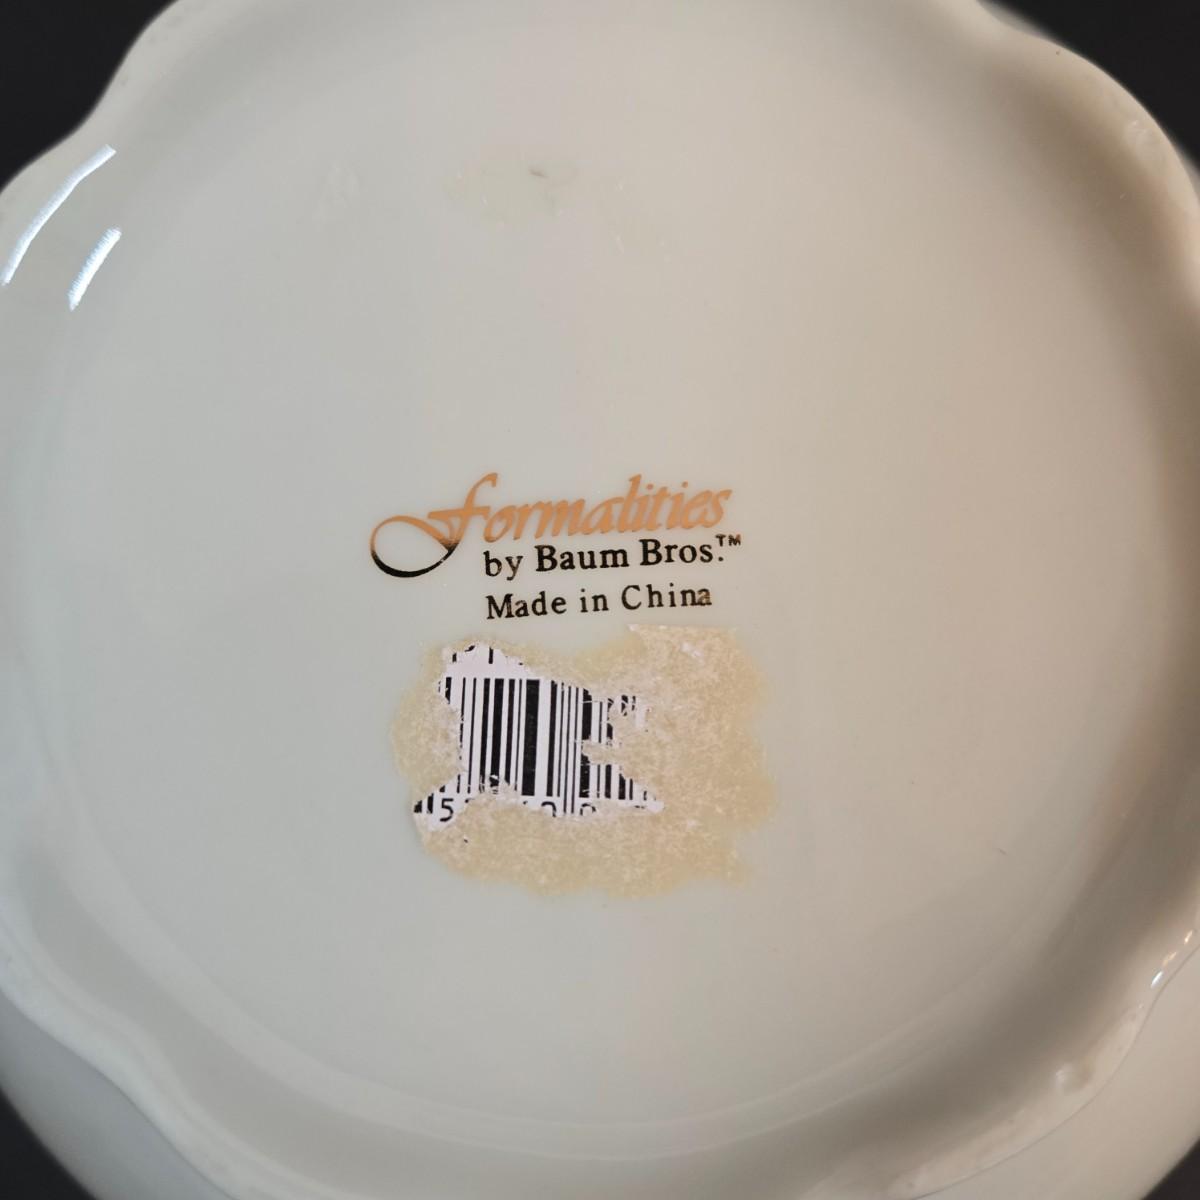 Formalities
by Baum Bros.™
Made in China